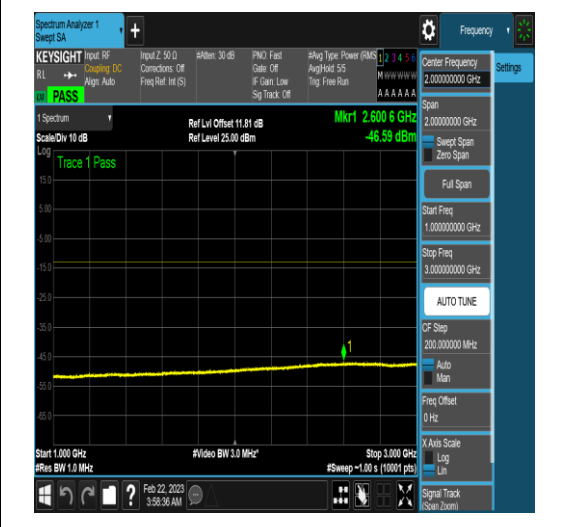 Spectrum Analyzer 1
Swept SA
+
Frequency
KEYSIGHT
RL
PASS
Input: RF
Coupling: DC
Align: Auto
Input Z: 50 Ω
Corrections: Off
Freq Ref: Int (S)
#Atten: 30 dB
PNO: Fast
Gate: Off
IF Gain: Low
Sig Track: Off
#Avg Type: Power (RMS
Avg|Hold: 5/5
Trig: Free Run
1 2 3 4 5 6
M W W W W W
A A A A A A
1 Spectrum
Scale/Div 10 dB
Ref Lvl Offset 11.81 dB
Ref Level 25.00 dBm
Mkr1 2.600 6 GHz
-46.59 dBm
Log
Trace 1 Pass
15.0
5.00
-5.00
-15.0
-25.0
-35.0
-45.0
-55.0
-65.0
1
Start 1.000 GHz
#Res BW 1.0 MHz
#Video BW 3.0 MHz*
Stop 3.000 GHz
#Sweep ~1.00 s (10001 pts)
Feb 22, 2023
3:58:36 AM
?
Center Frequency
2.000000000 GHz
Settings
Span
2.00000000 GHz
Swept Span
Zero Span
Full Span
Start Freq
1.000000000 GHz
Stop Freq
3.000000000 GHz
AUTO TUNE
CF Step
200.000000 MHz
Auto
Man
Freq Offset
0 Hz
X Axis Scale
Log
Lin
Signal Track
(Span Zoom)